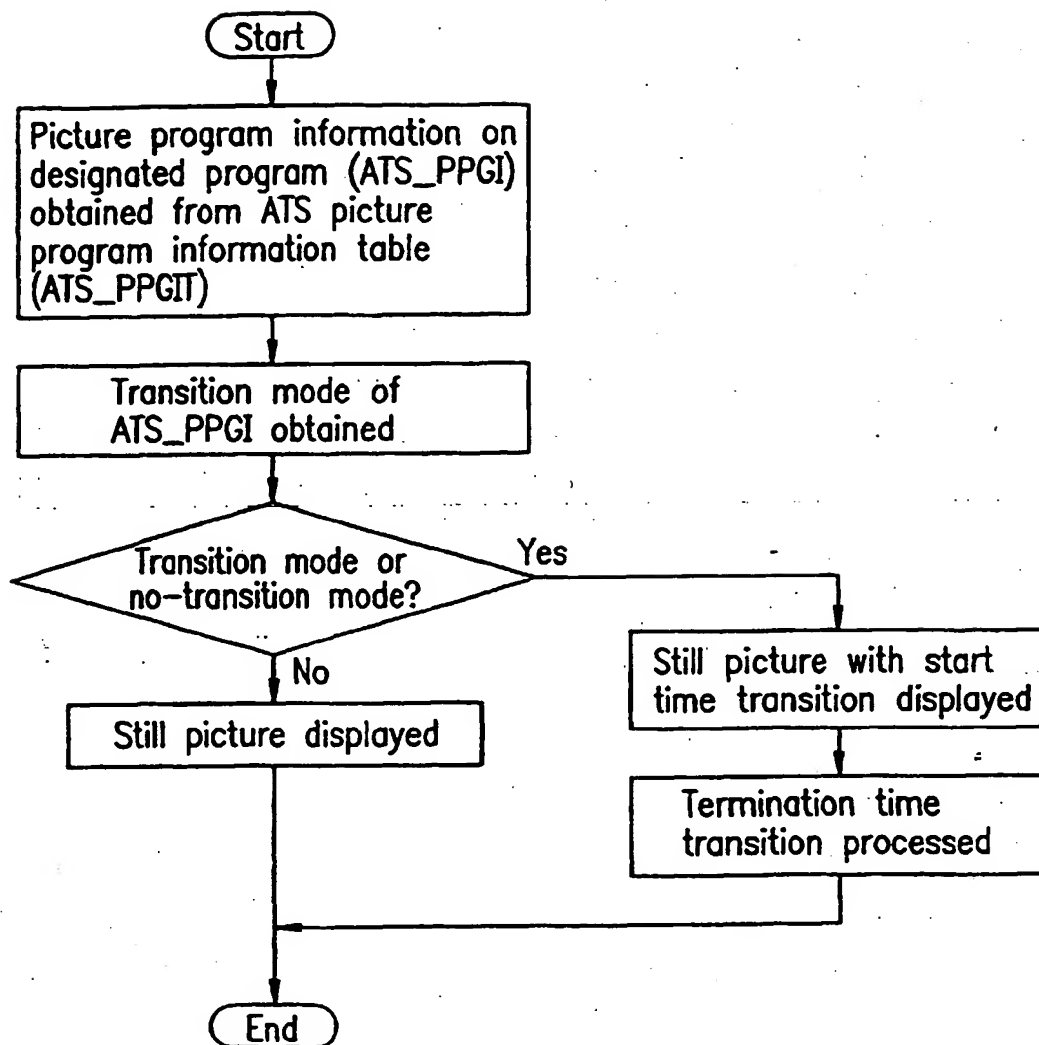 Start
Picture program information on
designated program (ATS_PPGI)
obtained from ATS picture
program information table
(ATS_PPGIT)
Transition mode of
ATS_PPGI obtained
Transition mode or
no-transition mode?
Yes
No
Still picture displayed
Still picture with start
time transition displayed
Termination time
transition processed
End